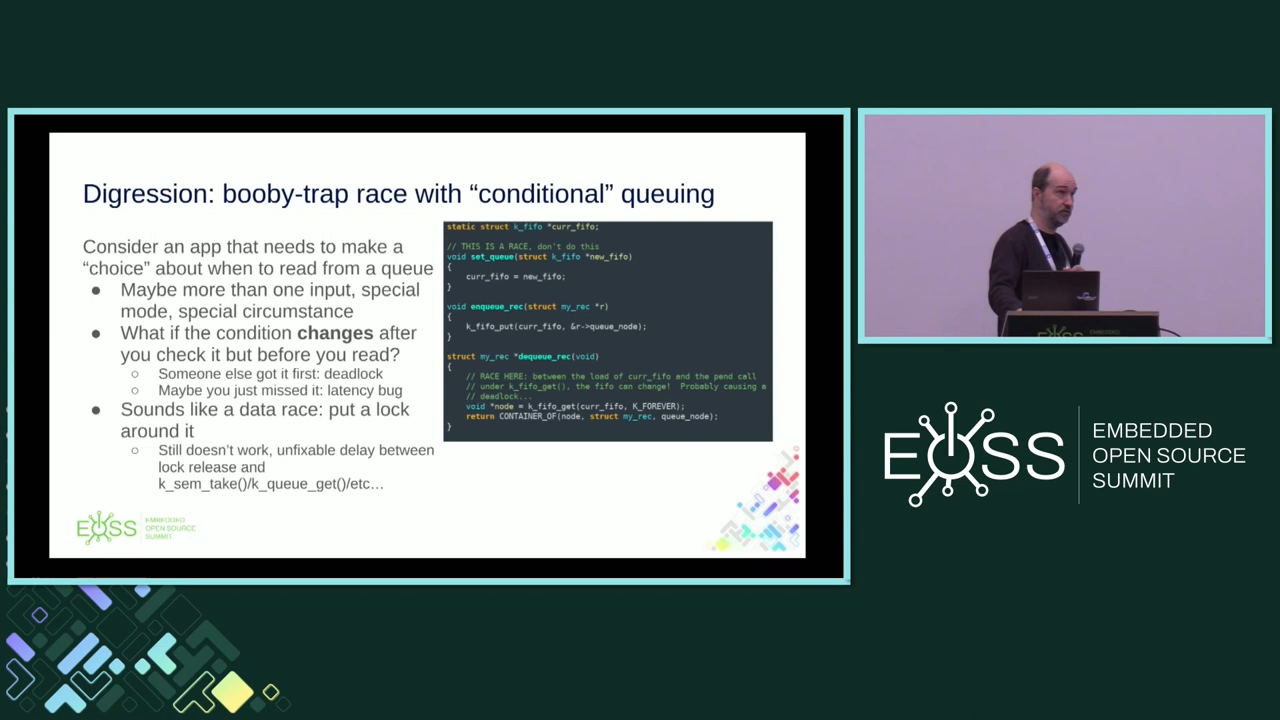 Digression: booby-trap race with “conditional” queuing
Consider an app that needs to make a
“choice” about when to read from a queue
● Maybe more than one input, special
mode, special circumstance
● What if the condition changes after
you check it but before you read?
○ Someone else got it first: deadlock
○ Maybe you just missed it: latency bug
● Sounds like a data race: put a lock
around it
○ Still doesn’t work, unfixable delay between
lock release and
k_sem_take()/k_queue_get()/etc…
static struct k_fifo *curr_fifo;
// THIS IS A RACE, don't do this
void set_queue(struct k_fifo *new_fifo)
{
curr_fifo = new_fifo;
}
void enqueue_rec(struct my_rec *r)
{
k_fifo_put(curr_fifo, &r->queue_node);
}
struct my_rec *dequeue_rec(void)
{
// RACE HERE: between the load of curr_fifo and the pend call
// under k_fifo_get(), the fifo can change!  Probably causing a
// deadlock...
void *node = k_fifo_get(curr_fifo, K_FOREVER);
return CONTAINER_OF(node, struct my_rec, queue_node);
}
EOSS
EMBEDDED
OPEN SOURCE
SUMMIT
EOSS
EMBEDDED
OPEN SOURCE
SUMMIT